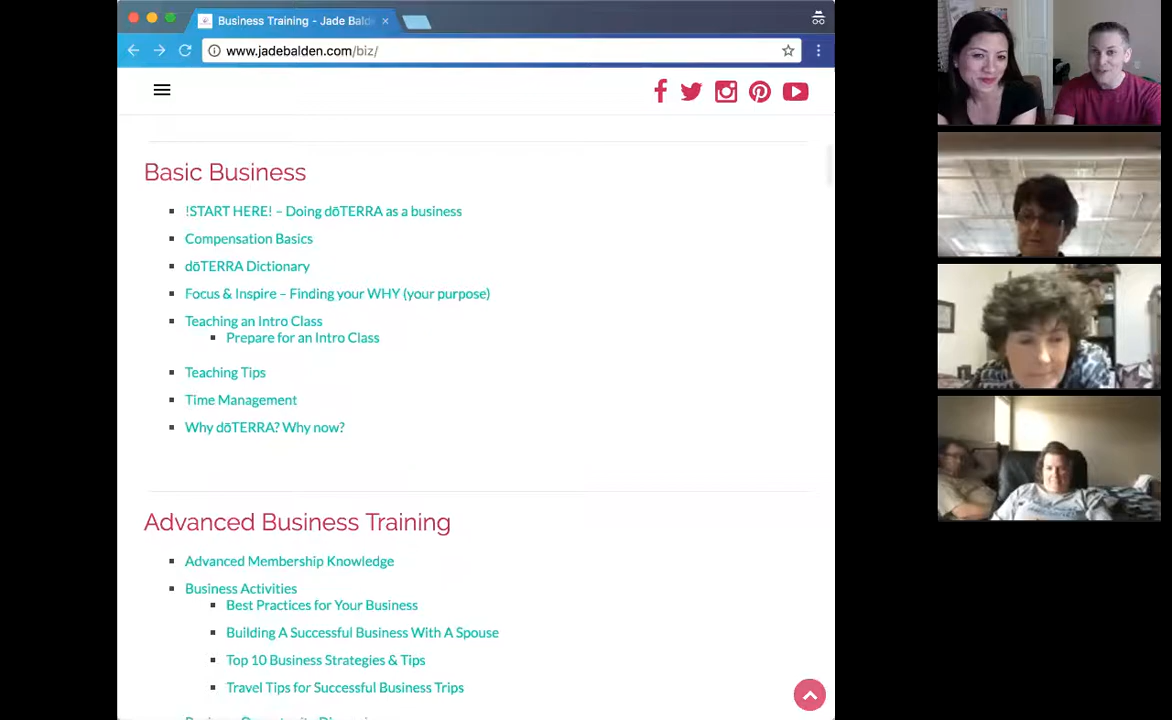 Business Training - Jade Bald
www.jadebalden.com/biz/
Basic Business
!START HERE! – Doing dōTERRA as a business
Compensation Basics
dōTERRA Dictionary
Focus & Inspire – Finding your WHY (your purpose)
Teaching an Intro Class
Prepare for an Intro Class
Teaching Tips
Time Management
Why dōTERRA? Why now?
Advanced Business Training
Advanced Membership Knowledge
Business Activities
Best Practices for Your Business
Building A Successful Business With A Spouse
Top 10 Business Strategies & Tips
Travel Tips for Successful Business Trips